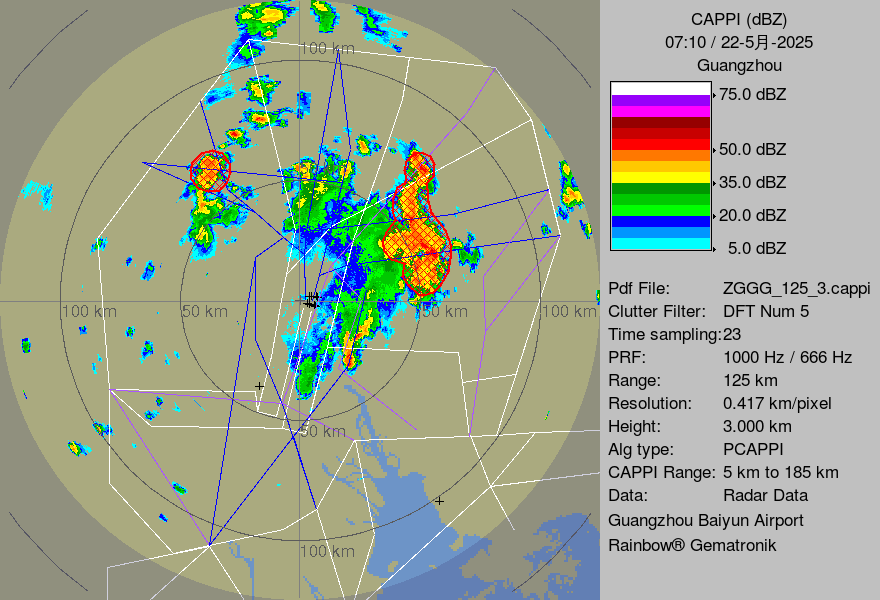 100 km
100 km
50 km
50 km
100 km
50 km
100 km
CAPPI (dBZ)
07:10 / 22-5月-2025
Guangzhou
75.0 dBZ
50.0 dBZ
35.0 dBZ
20.0 dBZ
5.0 dBZ
Pdf File: ZGGG_125_3.cappi
Clutter Filter: DFT Num 5
Time sampling:23
PRF: 1000 Hz / 666 Hz
Range: 125 km
Resolution: 0.417 km/pixel
Height: 3.000 km
Alg type: PCAPPI
CAPPI Range: 5 km to 185 km
Data: Radar Data
Guangzhou Baiyun Airport
Rainbow® Gematronik